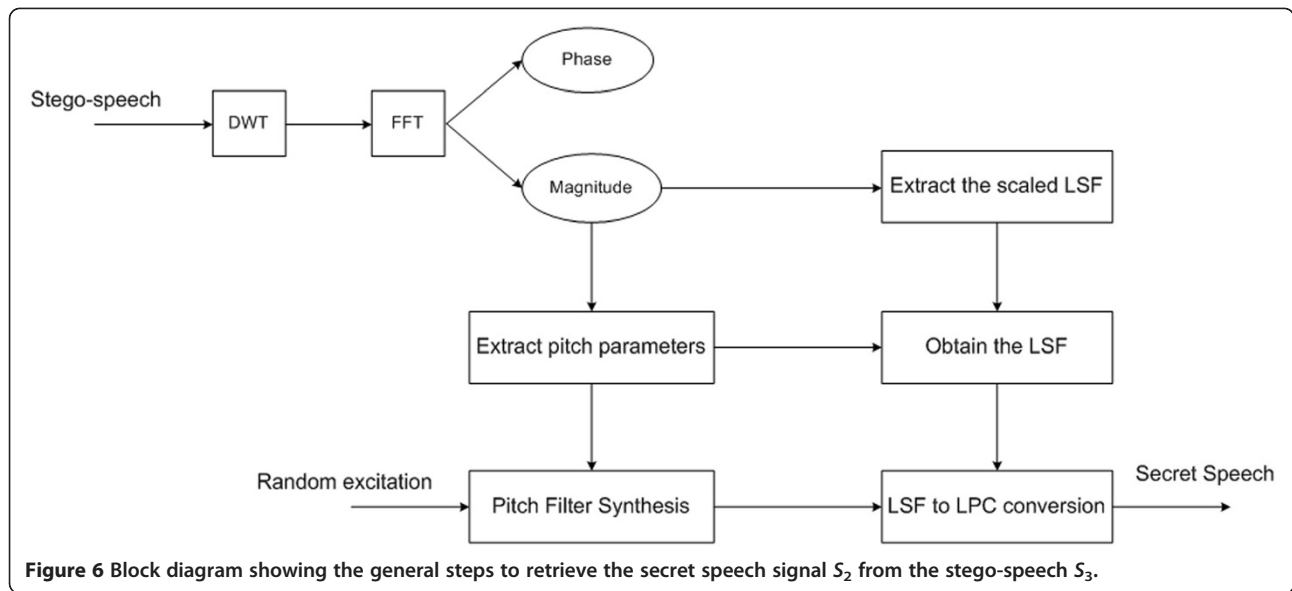 Phase
Stego-speech
DWT
FFT
Magnitude
Extract the scaled LSF
Extract pitch parameters
Obtain the LSF
Random excitation
Pitch Filter Synthesis
LSF to LPC conversion
Secret Speech
Figure 6 Block diagram showing the general steps to retrieve the secret speech signal S₂ from the stego-speech S₃.